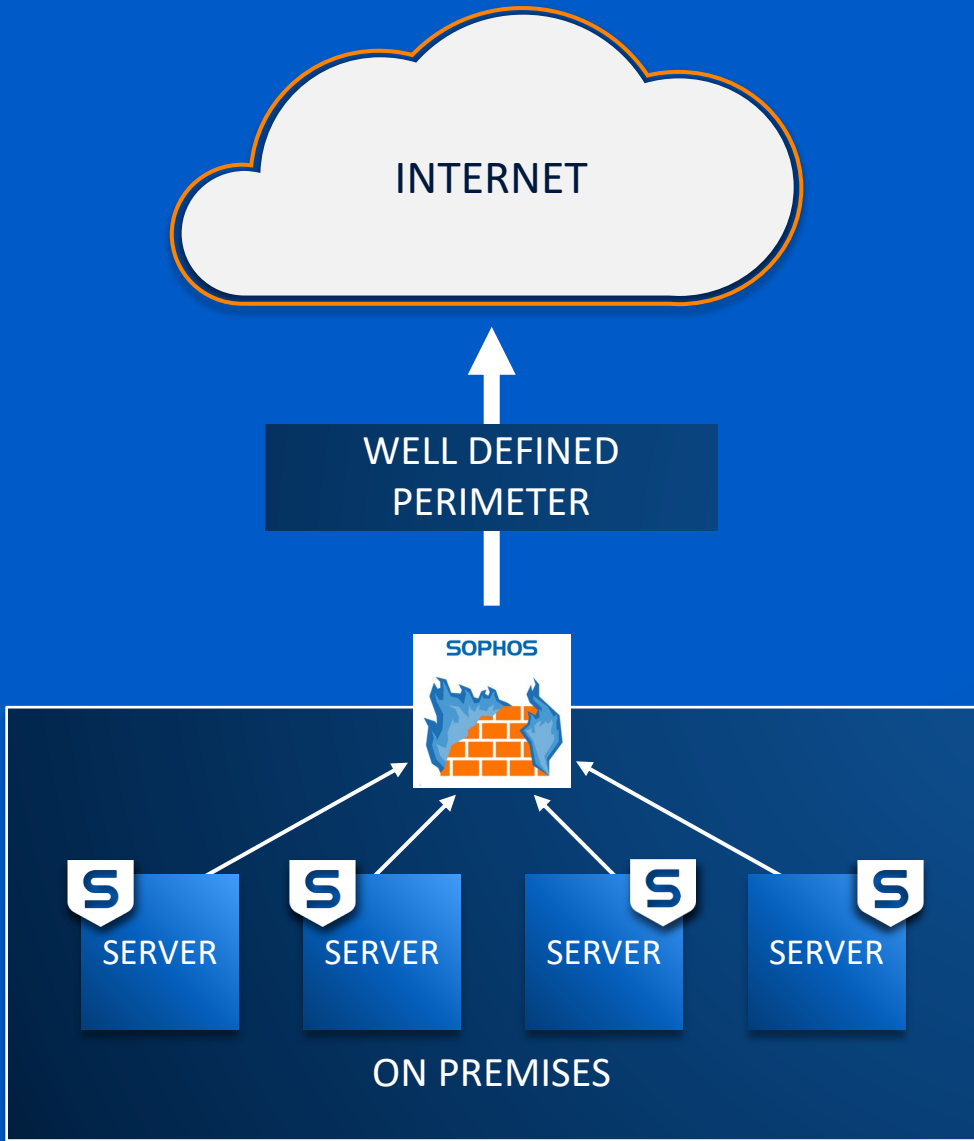 INTERNET
WELL DEFINED
PERIMETER
SOPHOS
S
S
S
S
SERVER
SERVER
SERVER
SERVER
ON PREMISES